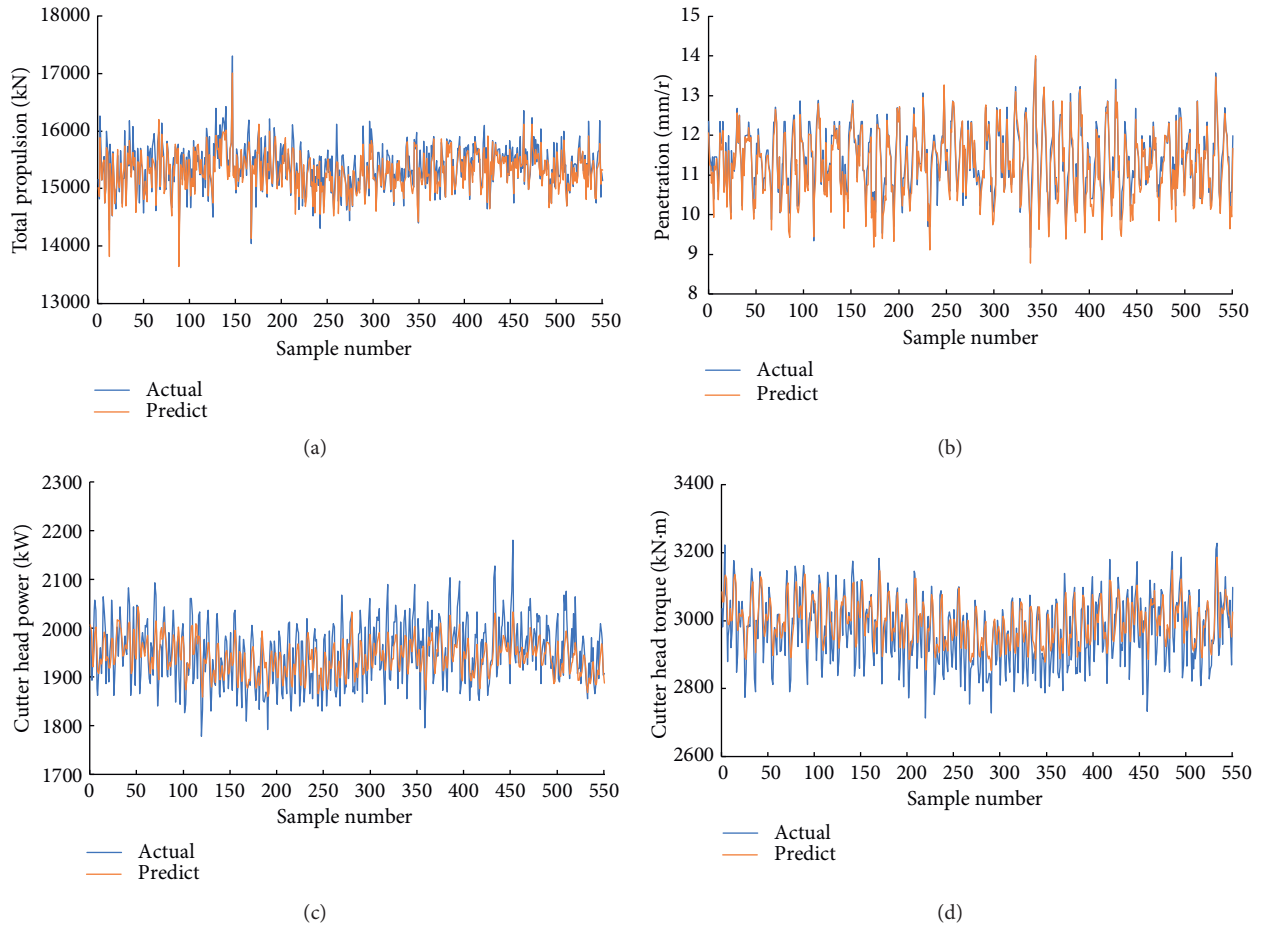 18000
17000
16000
15000
14000
13000
Total propulsion (kN)
0 50 100 150 200 250 300 350 400 450 500 550
Sample number
Actual
Predict
(a)
15
14
13
12
11
10
9
8
Penetration (mm/r)
0 50 100 150 200 250 300 350 400 450 500 550
Sample number
Actual
Predict
(b)
2300
2200
2100
2000
1900
1800
1700
Cutter head power (kW)
0 50 100 150 200 250 300 350 400 450 500 550
Sample number
Actual
Predict
(c)
3400
3200
3000
2800
2600
Cutter head torque (kN·m)
0 50 100 150 200 250 300 350 400 450 500 550
Sample number
Actual
Predict
(d)